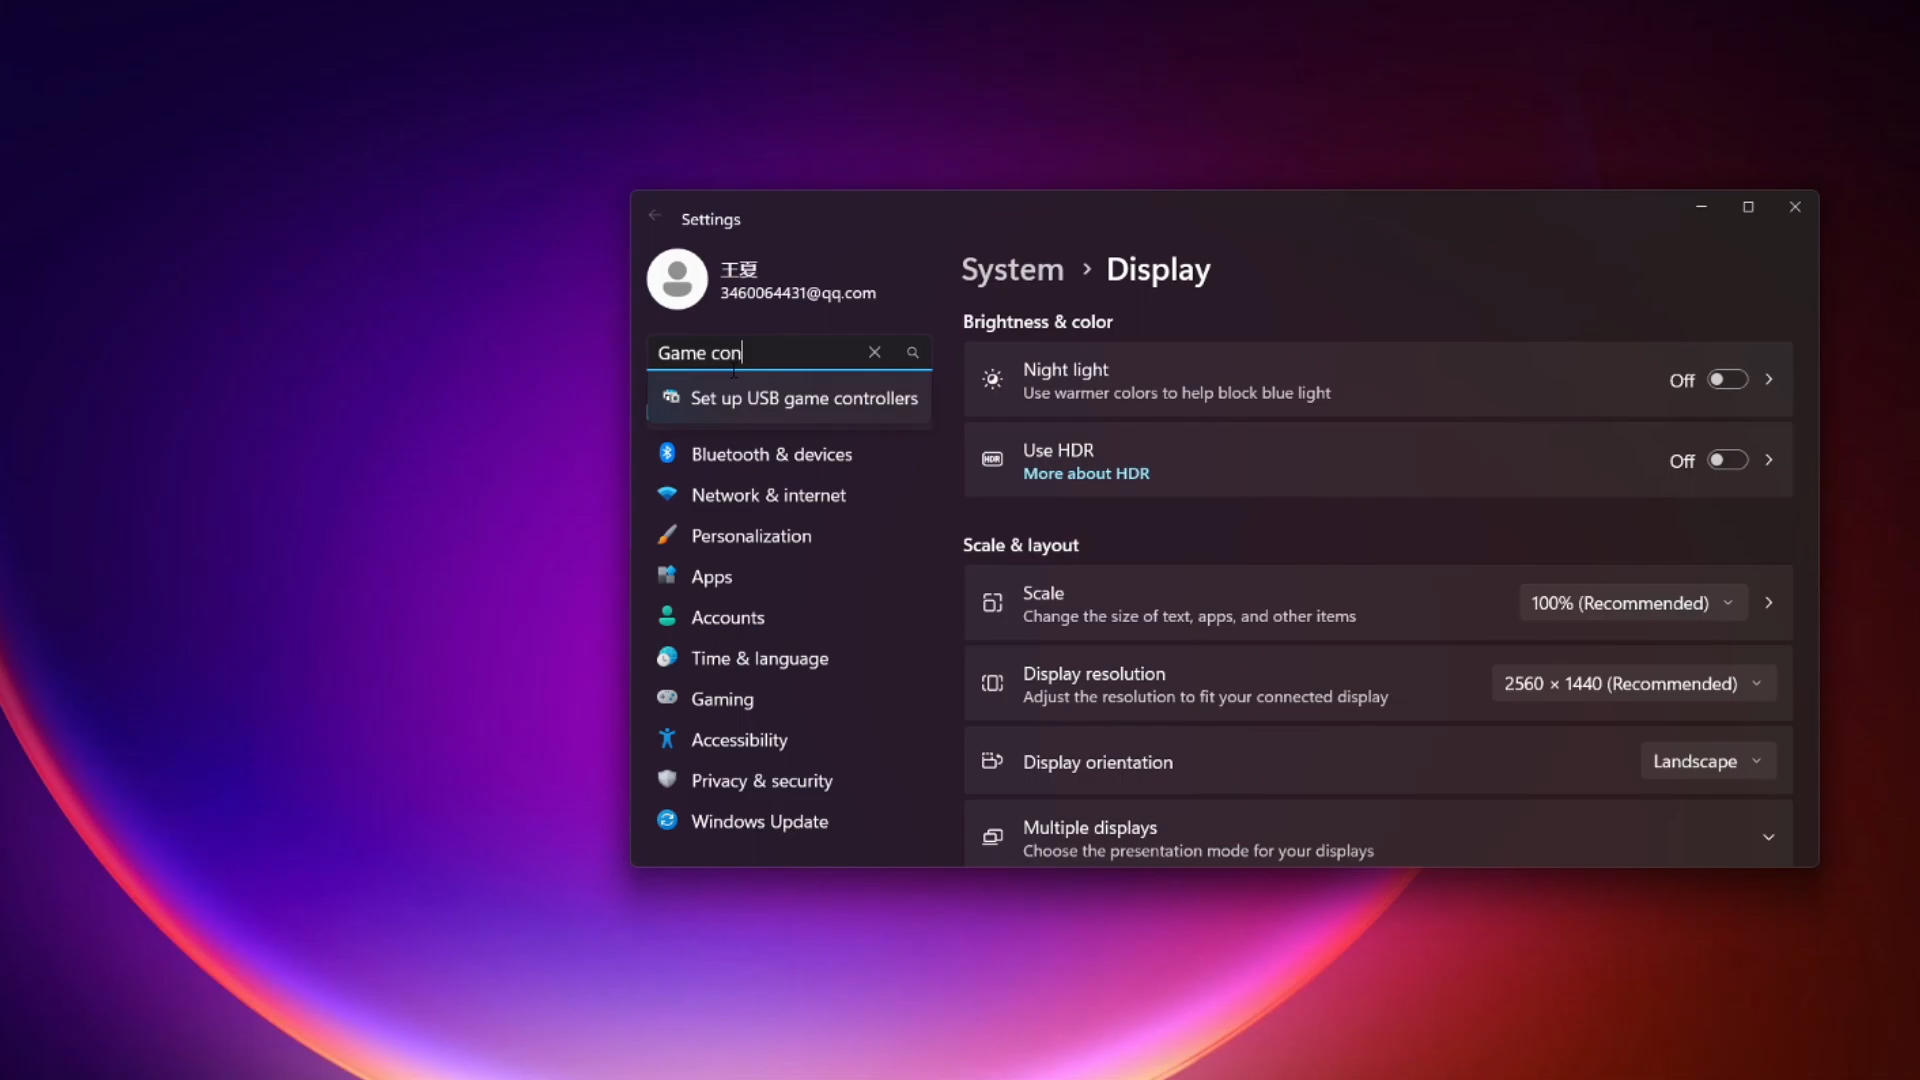 Settings
王夏
3460064431@qq.com
Game con
Set up USB game controllers
Bluetooth & devices
Network & internet
Personalization
Apps
Accounts
Time & language
Gaming
Accessibility
Privacy & security
Windows Update
System › Display
Brightness & color
Night light
Use warmer colors to help block blue light
Off
HDR
Use HDR
More about HDR
Off
Scale & layout
Scale
Change the size of text, apps, and other items
100% (Recommended)
Display resolution
Adjust the resolution to fit your connected display
2560 × 1440 (Recommended)
Display orientation
Landscape
Multiple displays
Choose the presentation mode for your displays